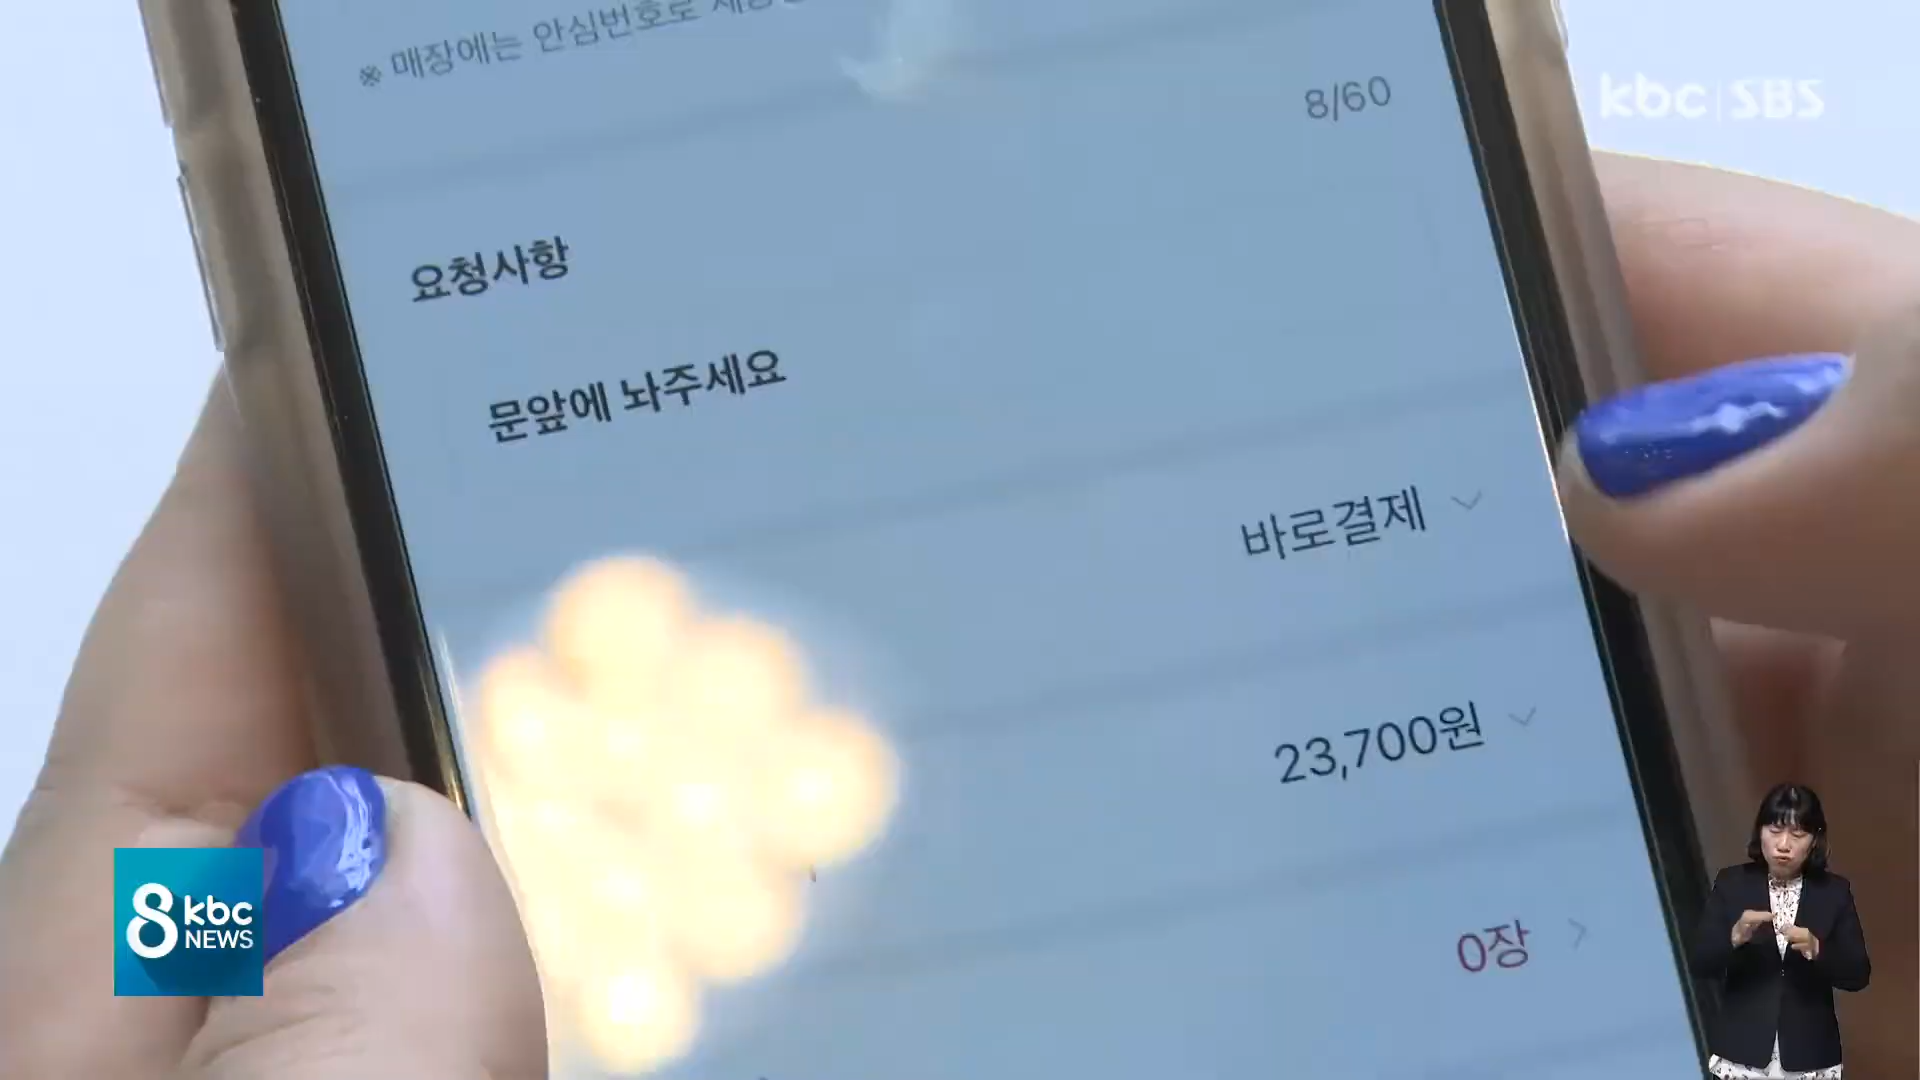 ※ 매장에는 안심번호로
8/60
kbc SBS
요청사항
문앞에 놔주세요
바로결제
23,700원
0장
8 kbc NEWS